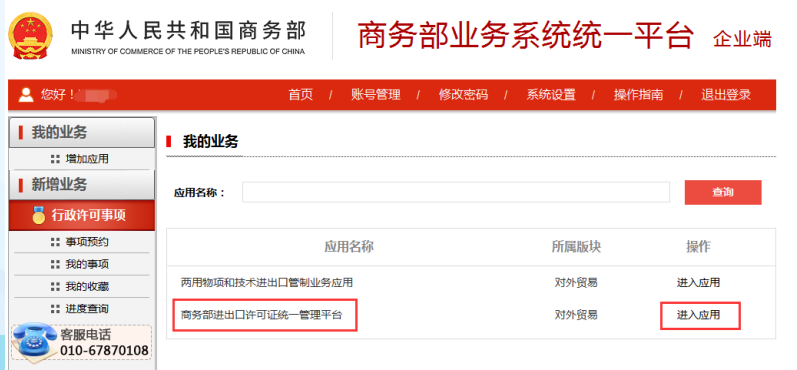 中华人民共和国商务部
MINISTRY OF COMMERCE OF THE PEOPLE'S REPUBLIC OF CHINA
商务部业务系统统一平台 企业端
您好！
首页 / 账号管理 / 修改密码 / 系统设置 / 操作指南 / 退出登录
我的业务
增加应用
新增业务
行政许可事项
事项预约
我的事项
我的收藏
进度查询
客服电话
010-67870108
我的业务
应用名称：
查询
应用名称 所属版块 操作
两用物项和技术进出口管制业务应用 对外贸易 进入应用
商务部进出口许可证统一管理平台 对外贸易 进入应用